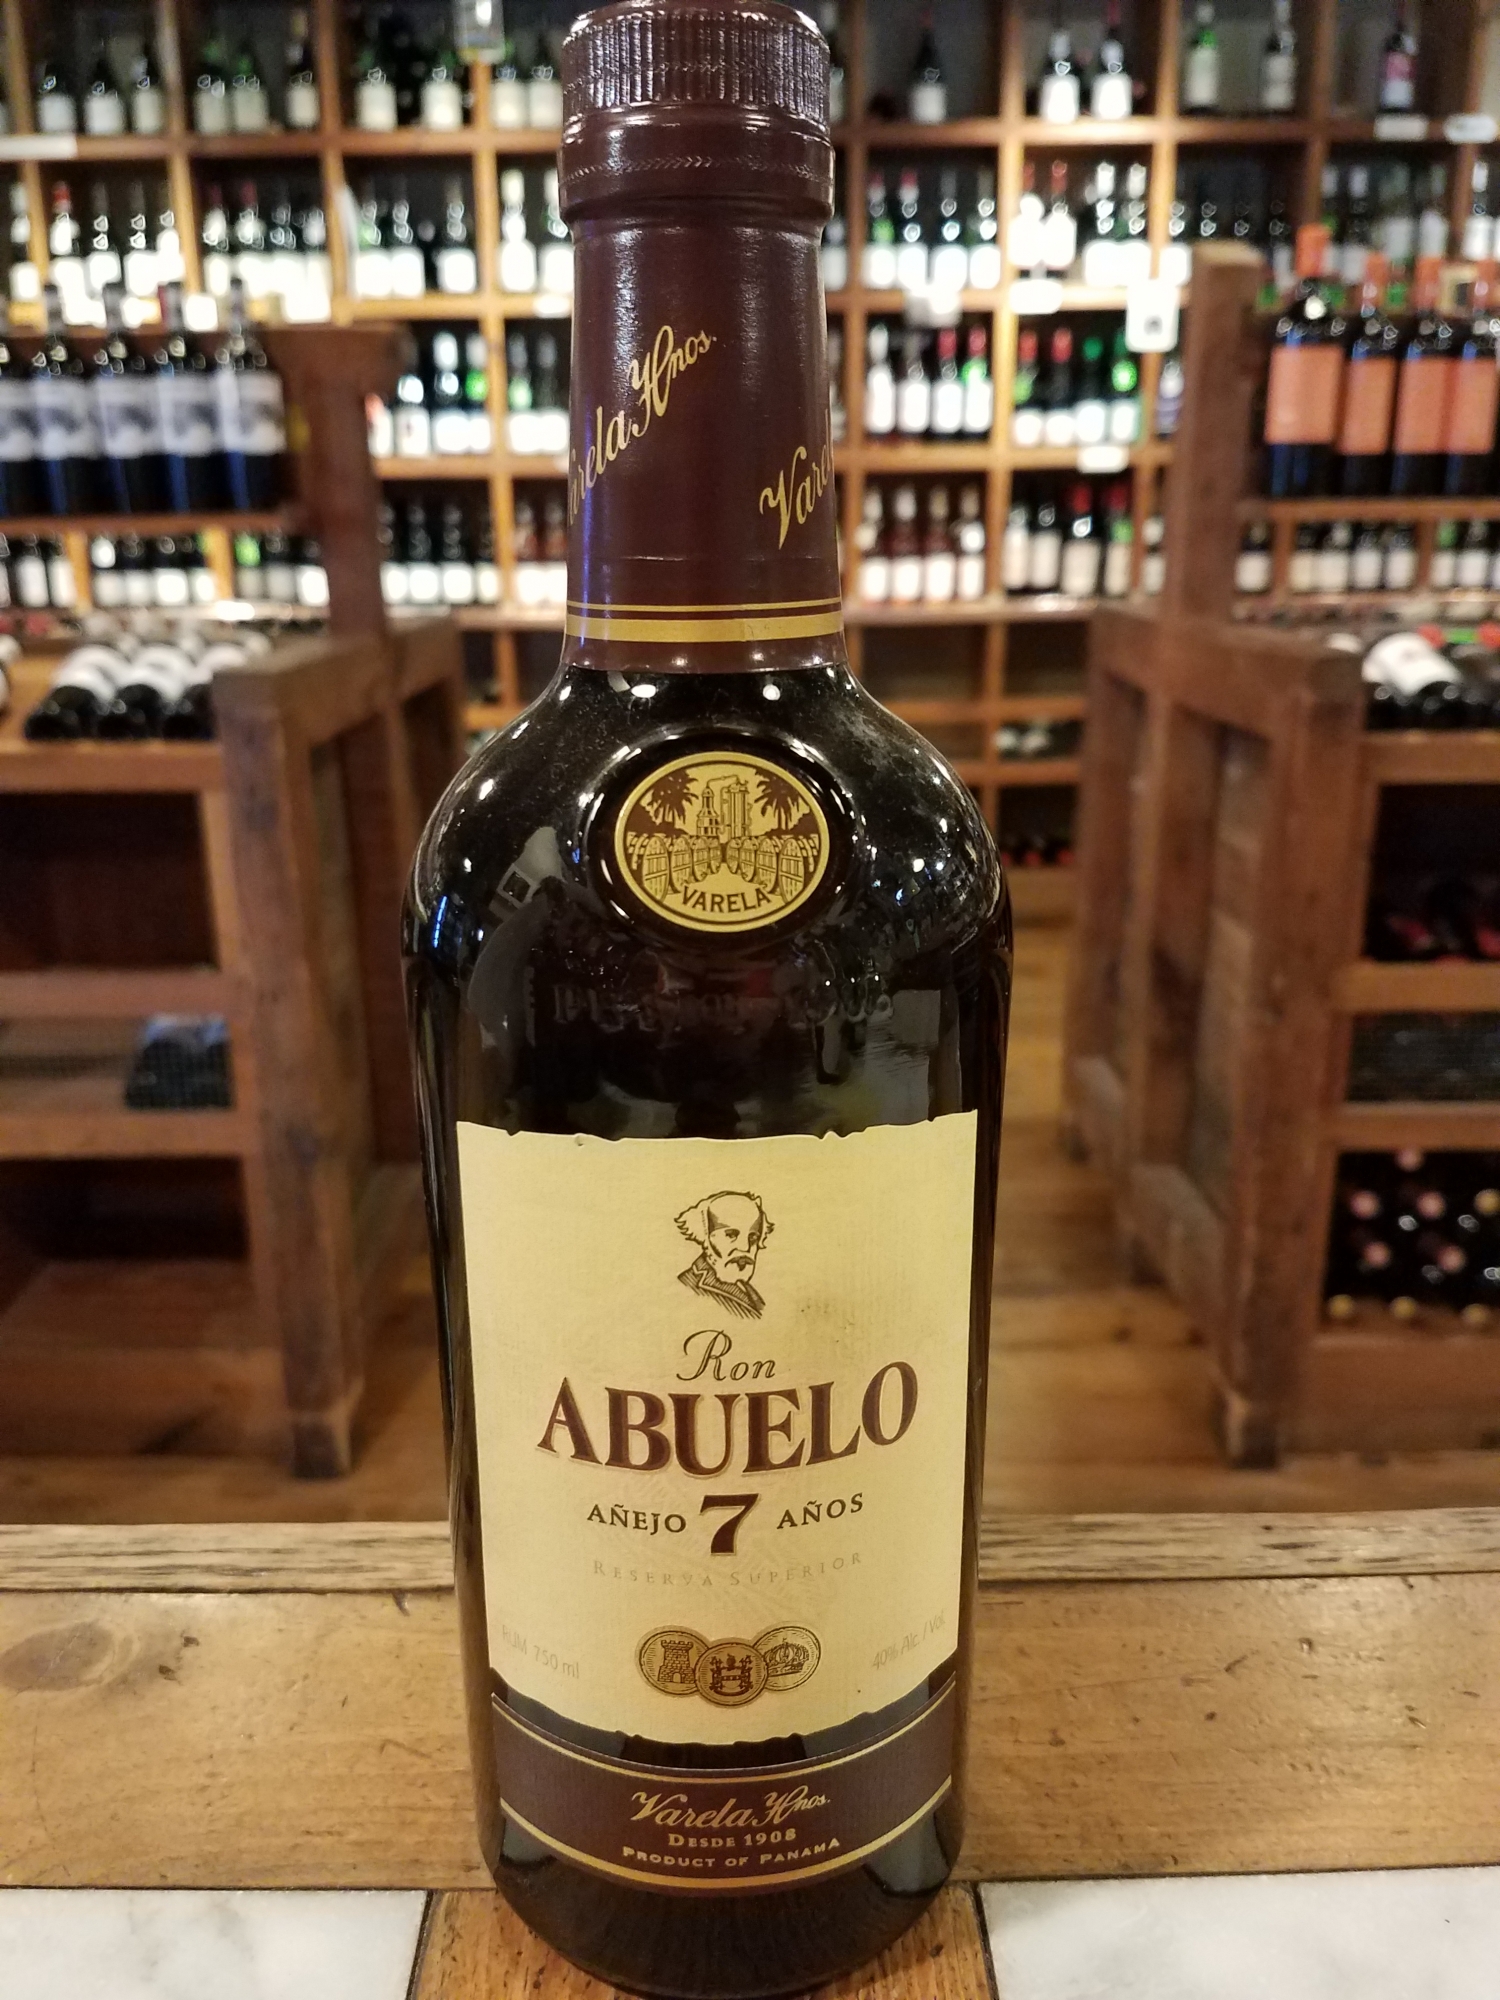 Varela Hnos.
VARELA
Ron
ABUELO
AÑEJO 7 AÑOS
RESERVA SUPERIOR
RUM 750 ml
40% Alc. / Vol.
Varela Hnos.
DESDE 1908
PRODUCT OF PANAMA